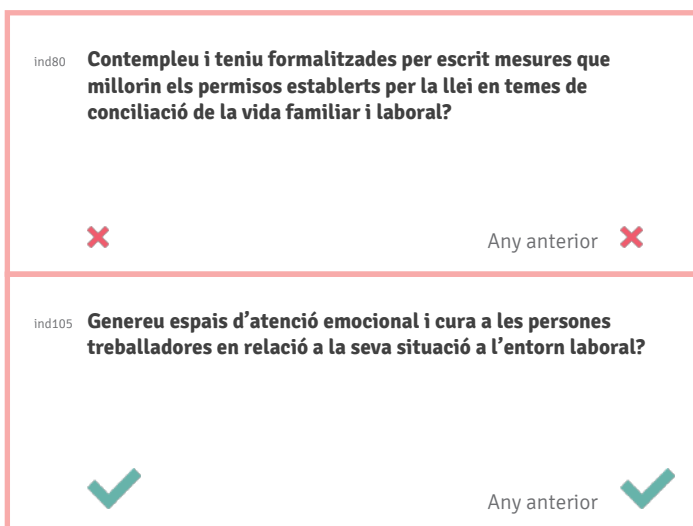 ind80 Contempleu i teniu formalitzades per escrit mesures que
millorin els permisos establerts per la llei en temes de
conciliació de la vida familiar i laboral?
Any anterior
ind105 Genereu espais d’atenció emocional i cura a les persones
treballadores en relació a la seva situació a l’entorn laboral?
Any anterior